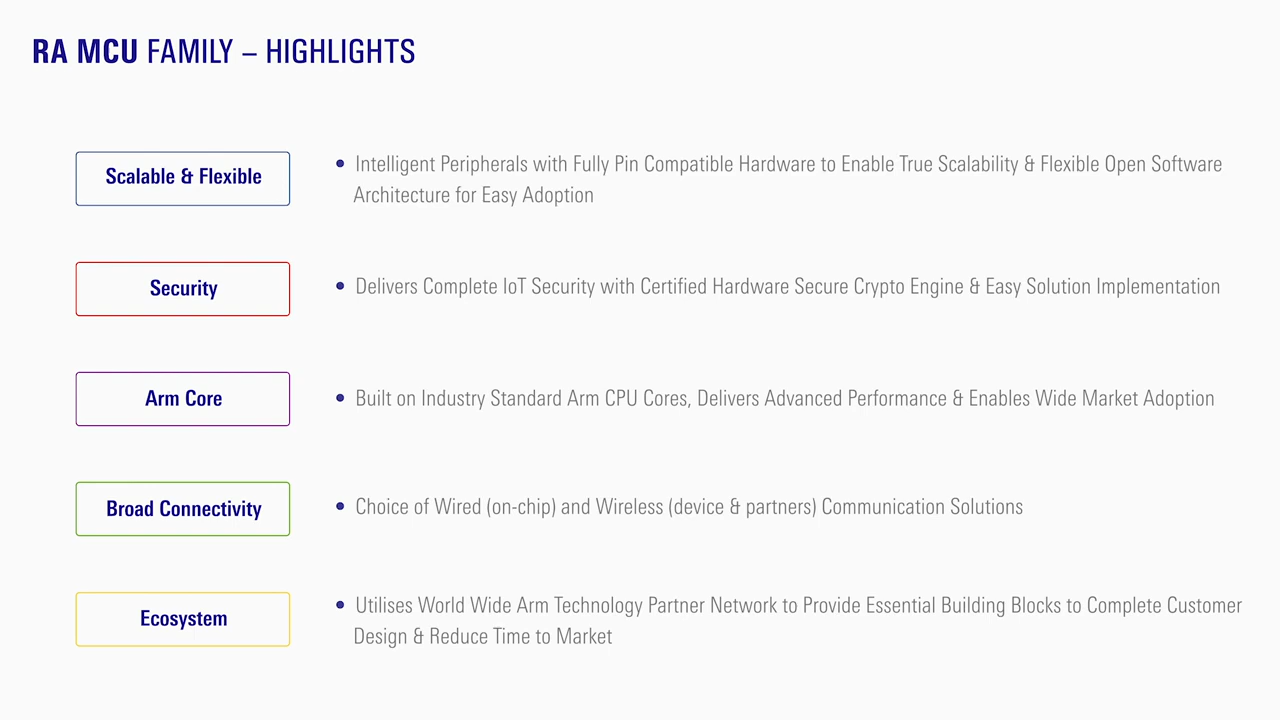 RA MCU FAMILY – HIGHLIGHTS
Scalable & Flexible
• Intelligent Peripherals with Fully Pin Compatible Hardware to Enable True Scalability & Flexible Open Software
Architecture for Easy Adoption
Security
• Delivers Complete IoT Security with Certified Hardware Secure Crypto Engine & Easy Solution Implementation
Arm Core
• Built on Industry Standard Arm CPU Cores, Delivers Advanced Performance & Enables Wide Market Adoption
Broad Connectivity
• Choice of Wired (on-chip) and Wireless (device & partners) Communication Solutions
Ecosystem
• Utilises World Wide Arm Technology Partner Network to Provide Essential Building Blocks to Complete Customer
Design & Reduce Time to Market